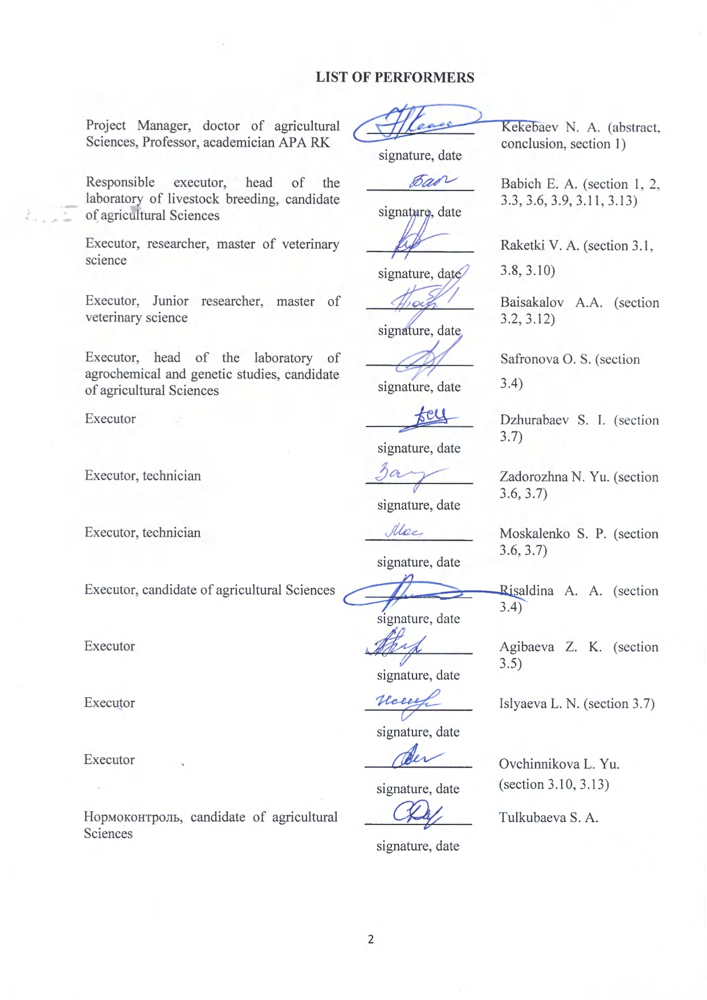 LIST OF PERFORMERS
Project Manager, doctor of agricultural
Sciences, Professor, academician APA RK
signature, date
Kekebaev N. A. (abstract,
conclusion, section 1)
Responsible executor, head of the
laboratory of livestock breeding, candidate
of agricultural Sciences
signature, date
Babich E. A. (section 1, 2,
3.3, 3.6, 3.9, 3.11, 3.13)
Executor, researcher, master of veterinary
science
signature, date
Raketki V. A. (section 3.1,
3.8, 3.10)
Executor, Junior researcher, master of
veterinary science
signature, date
Baisakalov A.A. (section
3.2, 3.12)
Executor, head of the laboratory of
agrochemical and genetic studies, candidate
of agricultural Sciences
signature, date
Safronova O. S. (section
3.4)
Executor
signature, date
Dzhurabaev S. I. (section
3.7)
Executor, technician
signature, date
Zadorozhna N. Yu. (section
3.6, 3.7)
Executor, technician
signature, date
Moskalenko S. P. (section
3.6, 3.7)
Executor, candidate of agricultural Sciences
signature, date
Risaldina A. A. (section
3.4)
Executor
signature, date
Agibaeva Z. K. (section
3.5)
Executor
signature, date
Islyaeva L. N. (section 3.7)
Executor
signature, date
Ovchinnikova L. Yu.
(section 3.10, 3.13)
Нормоконтроль, candidate of agricultural
Sciences
signature, date
Tulkubaeva S. A.
2